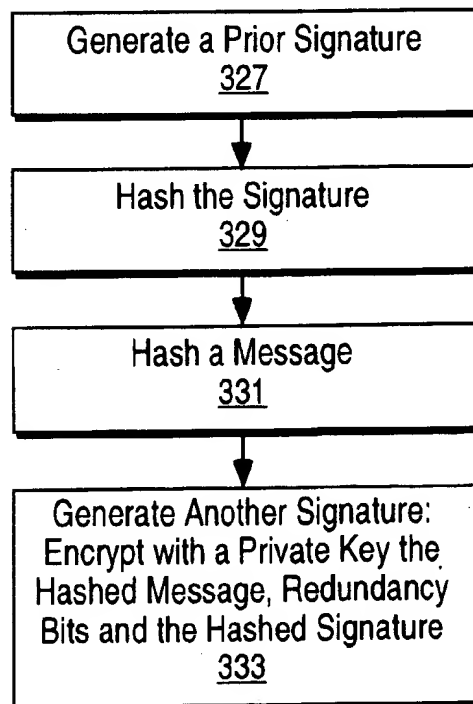 Generate a Prior Signature
327
Hash the Signature
329
Hash a Message
331
Generate Another Signature:
Encrypt with a Private Key the
Hashed Message, Redundancy
Bits and the Hashed Signature
333